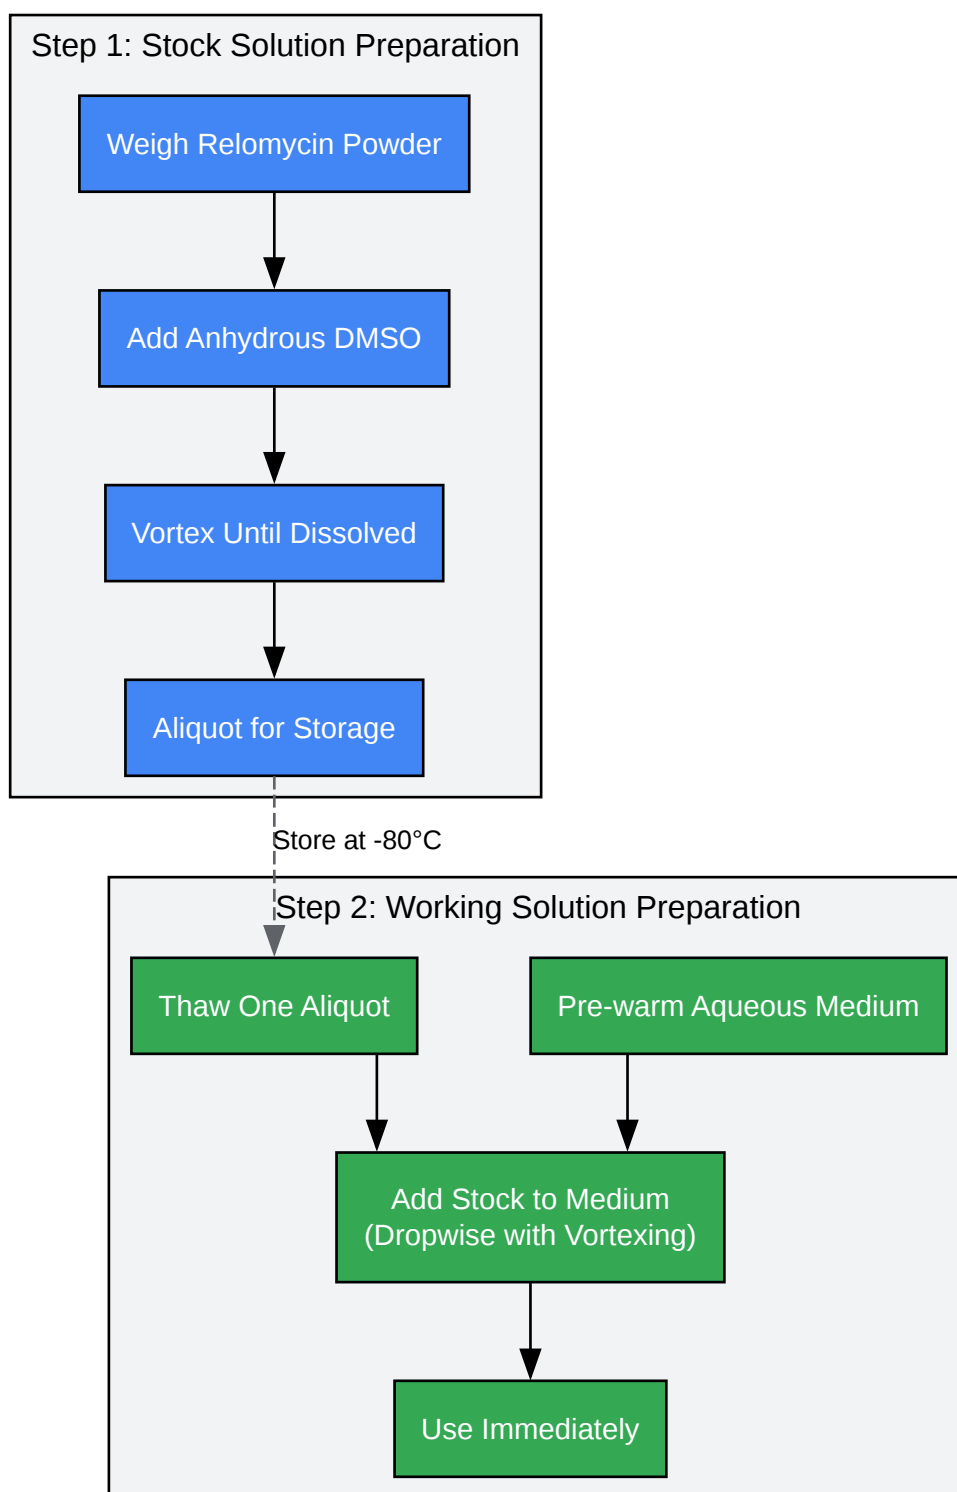 Step 1: Stock Solution Preparation
Weigh Relomycin Powder
Add Anhydrous DMSO
Vortex Until Dissolved
Aliquot for Storage
Store at -80°C
Step 2: Working Solution Preparation
Thaw One Aliquot
Pre-warm Aqueous Medium
Add Stock to Medium
(Dropwise with Vortexing)
Use Immediately